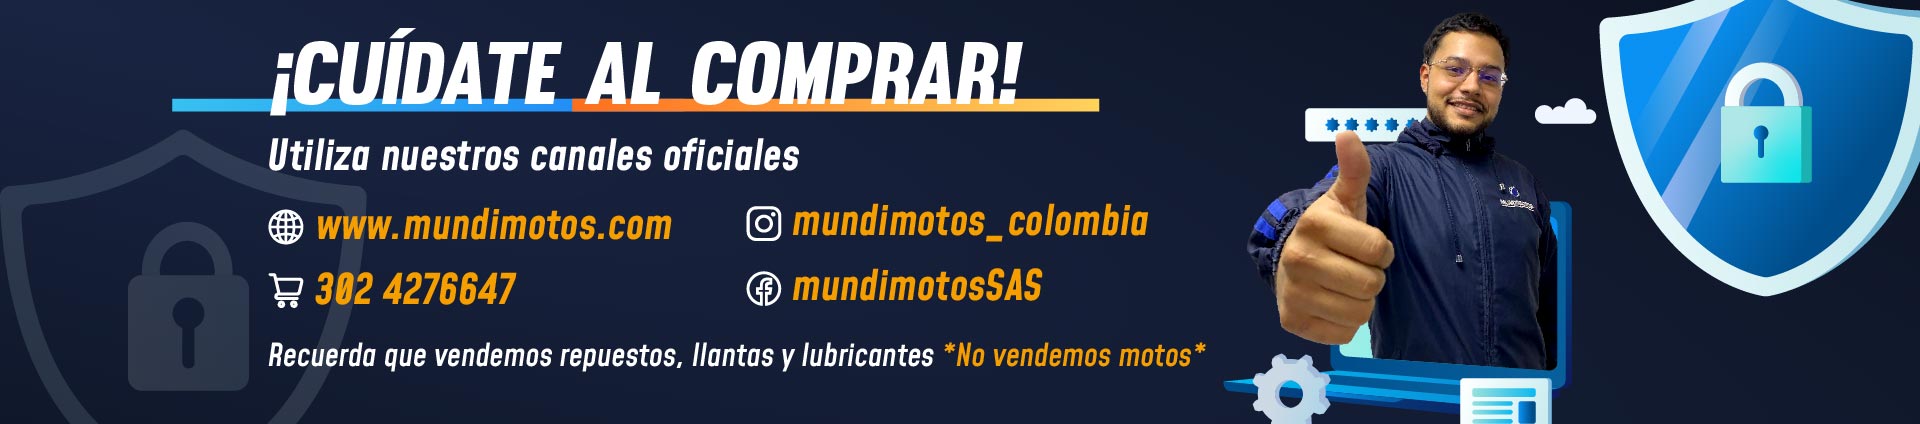 ¡CUÍDATE AL COMPRAR!
Utiliza nuestros canales oficiales
www.mundimotos.com
mundimotos_colombia
302 4276647
mundimotosSAS
Recuerda que vendemos repuestos, llantas y lubricantes *No vendemos motos*